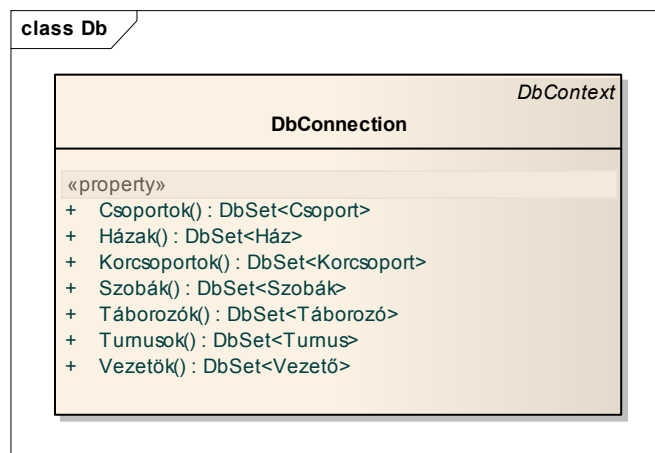 class Db
DbContext
DbConnection
«property»
+ Csoportok() : DbSet<Csoport>
+ Házak() : DbSet<Ház>
+ Korcsoportok() : DbSet<Korcsoport>
+ Szobák() : DbSet<Szobák>
+ Táborozók() : DbSet<Táborozó>
+ Turnusok() : DbSet<Turnus>
+ Vezetök() : DbSet<Vezető>